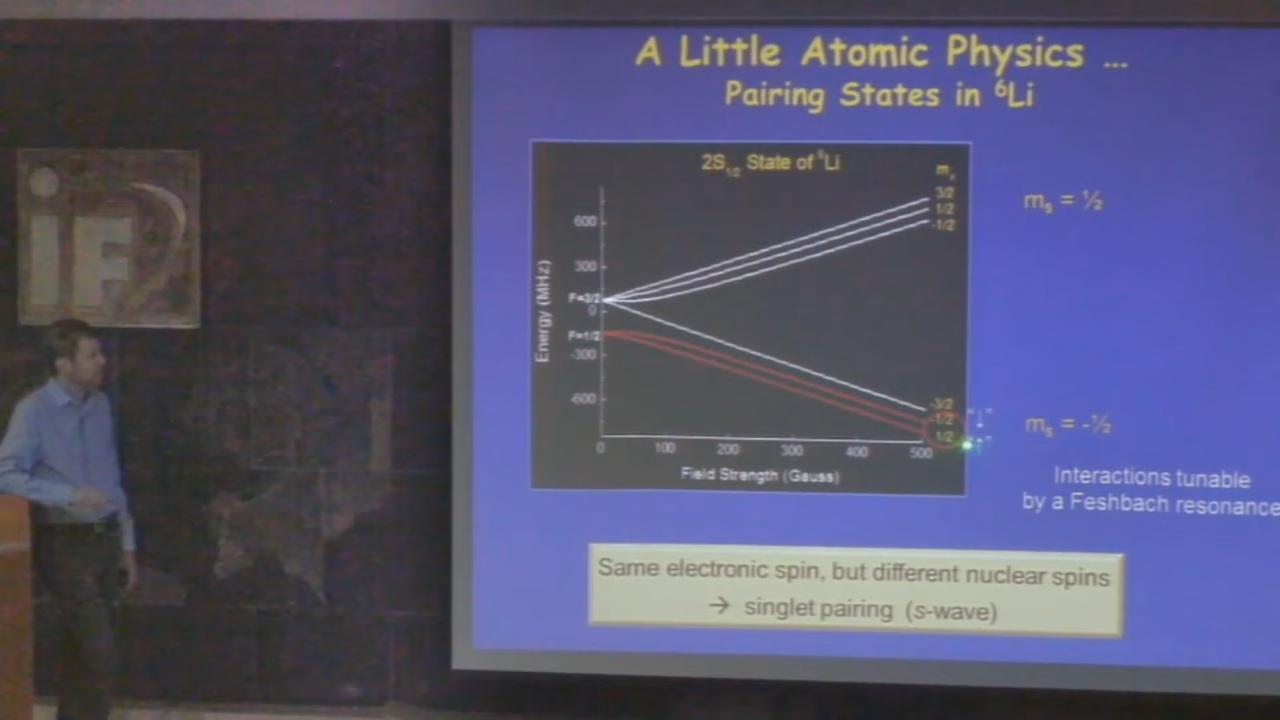 A Little Atomic Physics ...
Pairing States in ⁶Li
2S₁/₂ State of ⁶Li
600
300
0
-300
-600
F=3/2
F=1/2
Energy (MHz)
3/2
1/2
-1/2
-3/2
-1/2
1/2
"↓"
"↑"
0 100 200 300 400 500
Field Strength (Gauss)
mₛ = ½
mₛ = -½
Interactions tunable
by a Feshbach resonance
Same electronic spin, but different nuclear spins
→ singlet pairing (s-wave)